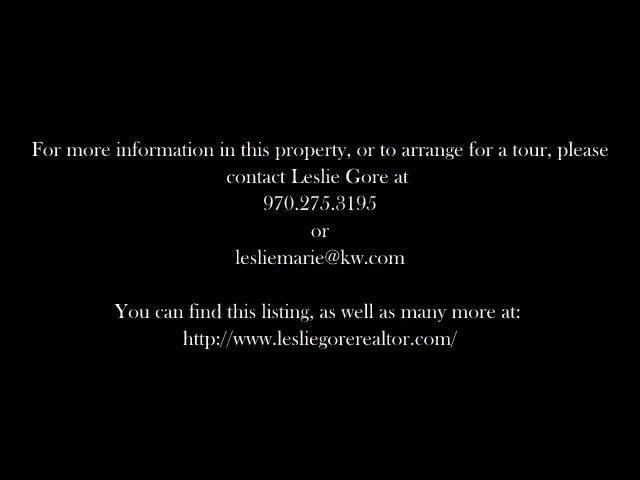 For more information in this property, or to arrange for a tour, please
contact Leslie Gore at
970.275.3195
or
lesliemarie@kw.com
You can find this listing, as well as many more at:
http://www.lesliegorerealtor.com/